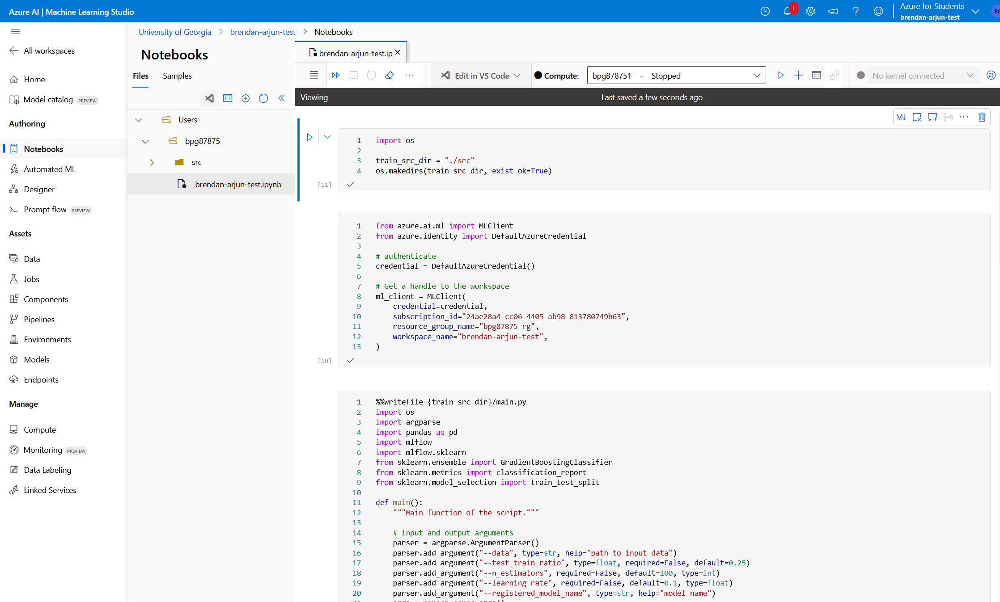 Azure AI | Machine Learning Studio
1
Azure for Students
brendan-arjun-test
BG
All workspaces
Home
Model catalog PREVIEW
Authoring
Notebooks
Automated ML
Designer
Prompt flow PREVIEW
Assets
Data
Jobs
Components
Pipelines
Environments
Models
Endpoints
Manage
Compute
Monitoring PREVIEW
Data Labeling
Linked Services
University of Georgia > brendan-arjun-test > Notebooks
Notebooks
Files Samples
Users
bpg87875
src
brendan-arjun-test.ipynb
brendan-arjun-test.ip
Edit in VS Code
Compute: bpg878751 - Stopped
No kernel connected
Viewing
Last saved a few seconds ago
M↓
1 import os
2
3 train_src_dir = "./src"
4 os.makedirs(train_src_dir, exist_ok=True)
[11]
1 from azure.ai.ml import MLClient
2 from azure.identity import DefaultAzureCredential
3
4 # authenticate
5 credential = DefaultAzureCredential()
6
7 # Get a handle to the workspace
8 ml_client = MLClient(
9     credential=credential,
10     subscription_id="24ae28a4-cc06-4405-ab98-813780749b63",
11     resource_group_name="bpg87875-rg",
12     workspace_name="brendan-arjun-test",
13 )
[10]
1 %%writefile {train_src_dir}/main.py
2 import os
3 import argparse
4 import pandas as pd
5 import mlflow
6 import mlflow.sklearn
7 from sklearn.ensemble import GradientBoostingClassifier
8 from sklearn.metrics import classification_report
9 from sklearn.model_selection import train_test_split
10
11 def main():
12     """Main function of the script."""
13
14     # input and output arguments
15     parser = argparse.ArgumentParser()
16     parser.add_argument("--data", type=str, help="path to input data")
17     parser.add_argument("--test_train_ratio", type=float, required=False, default=0.25)
18     parser.add_argument("--n_estimators", required=False, default=100, type=int)
19     parser.add_argument("--learning_rate", required=False, default=0.1, type=float)
20     parser.add_argument("--registered_model_name", type=str, help="model name")